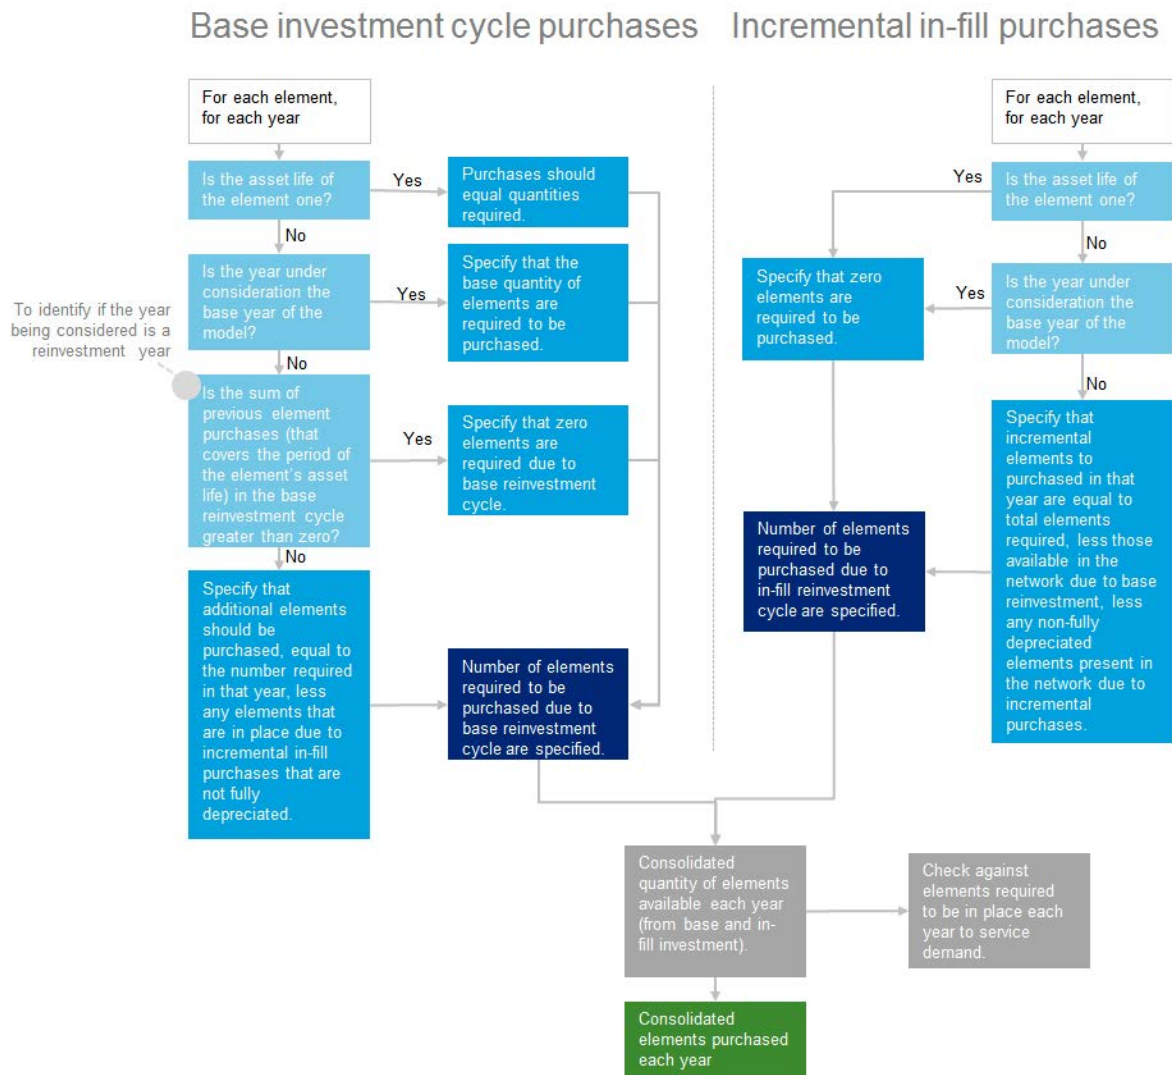 Base investment cycle purchases
Incremental in-fill purchases
For each element,
for each year
Is the asset life of
the element one?
Yes
Purchases should
equal quantities
required.
No
Is the year under
consideration the
base year of the
model?
Yes
Specify that the
base quantity of
elements are
required to be
purchased.
To identify if the year
being considered is a
reinvestment year
No
Is the sum of
previous element
purchases (that
covers the period of
the element's asset
life) in the base
reinvestment cycle
greater than zero?
Yes
Specify that zero
elements are
required due to
base reinvestment
cycle.
No
Specify that
additional elements
should be
purchased, equal to
the number required
in that year, less
any elements that
are in place due to
incremental in-fill
purchases that are
not fully
depreciated.
Number of elements
required to be
purchased due to
base reinvestment
cycle are specified.
For each element,
for each year
Yes
Is the asset life of
the element one?
No
Specify that zero
elements are
required to be
purchased.
Yes
Is the year under
consideration the
base year of the
model?
No
Specify that
incremental
elements to
purchased in that
year are equal to
total elements
required, less those
available in the
network due to base
reinvestment, less
any non-fully
depreciated
elements present in
the network due to
incremental
purchases.
Number of elements
required to be
purchased due to
in-fill reinvestment
cycle are specified.
Consolidated
quantity of elements
available each year
(from base and in-
fill investment).
Check against
elements required
to be in place each
year to service
demand.
Consolidated
elements purchased
each year